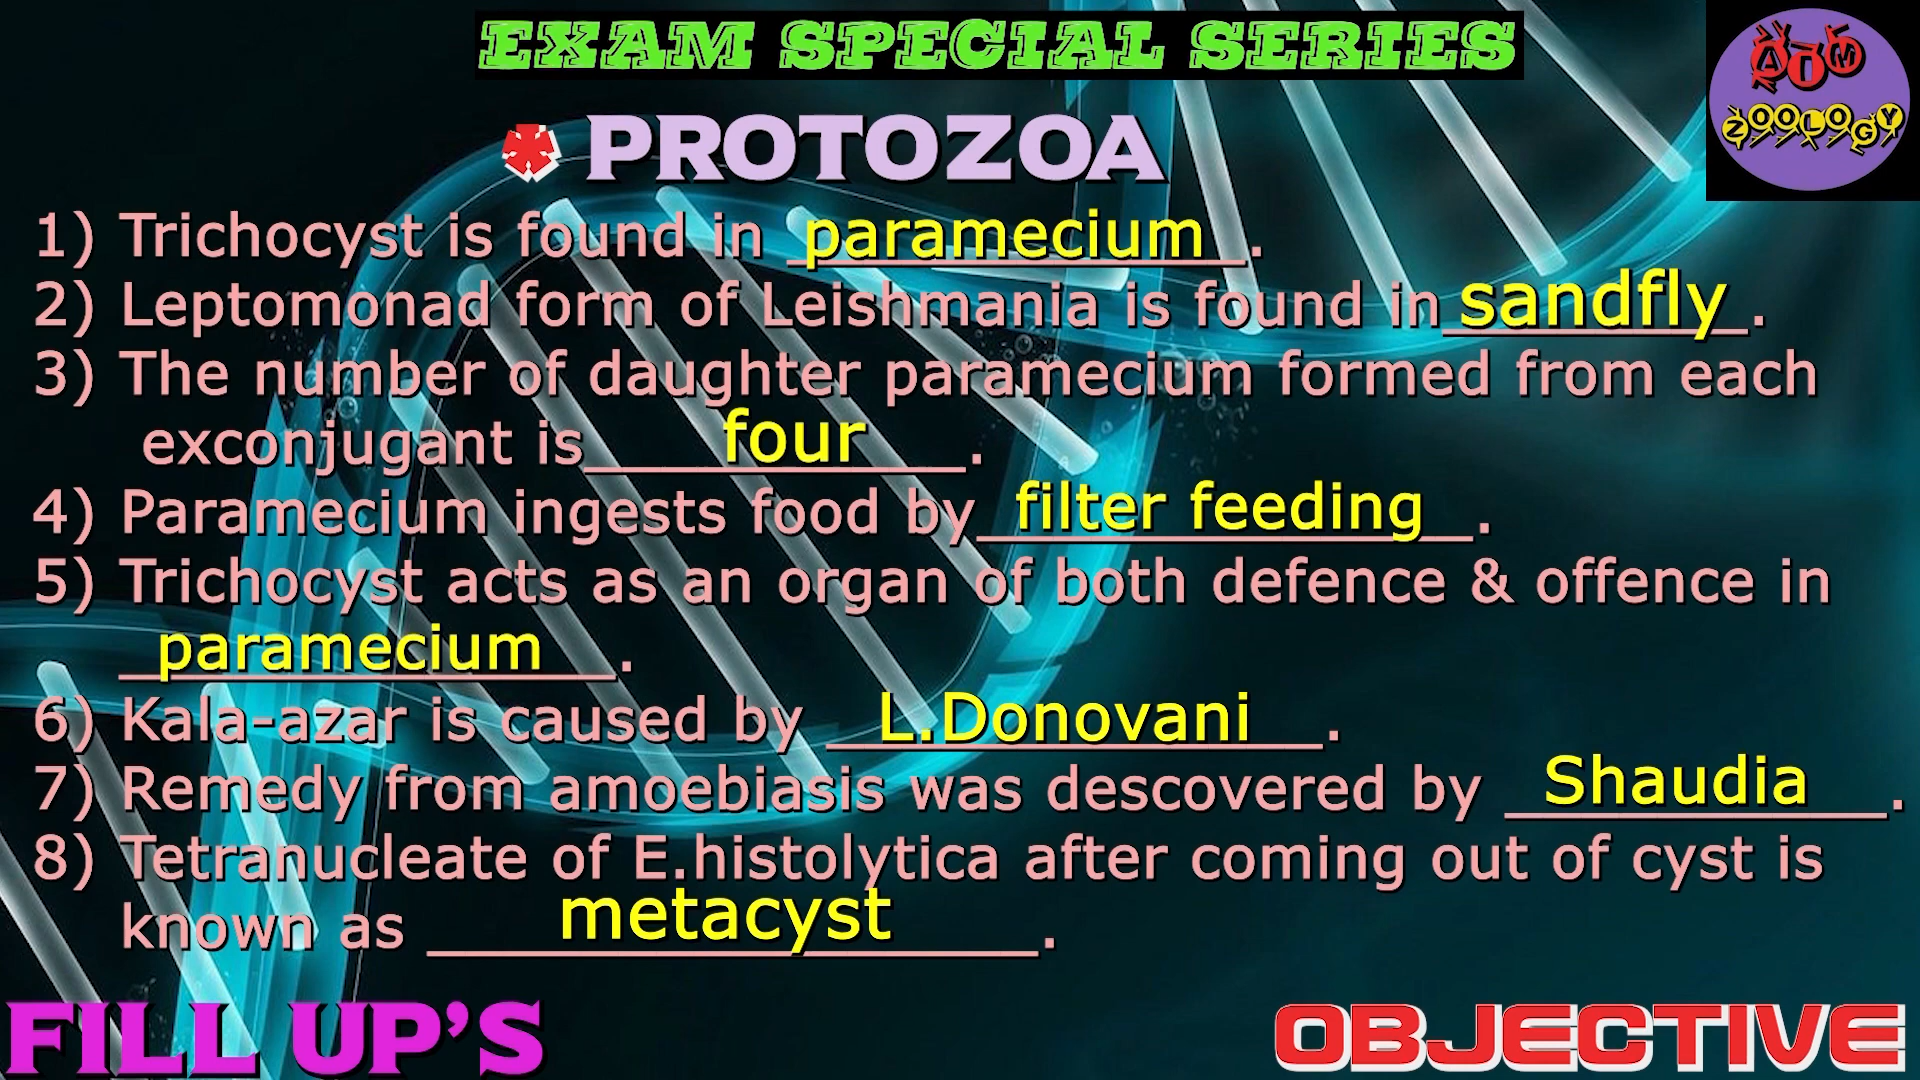 EXAM SPECIAL SERIES
AIM
ZOOLOGY
PROTOZOA
1) Trichocyst is found in paramecium.
2) Leptomonad form of Leishmania is found in sandfly.
3) The number of daughter paramecium formed from each
exconjugant is four.
4) Paramecium ingests food by filter feeding.
5) Trichocyst acts as an organ of both defence & offence in
paramecium.
6) Kala-azar is caused by L.Donovani.
7) Remedy from amoebiasis was descovered by Shaudia.
8) Tetranucleate of E.histolytica after coming out of cyst is
known as metacyst.
FILL UP'S
OBJECTIVE